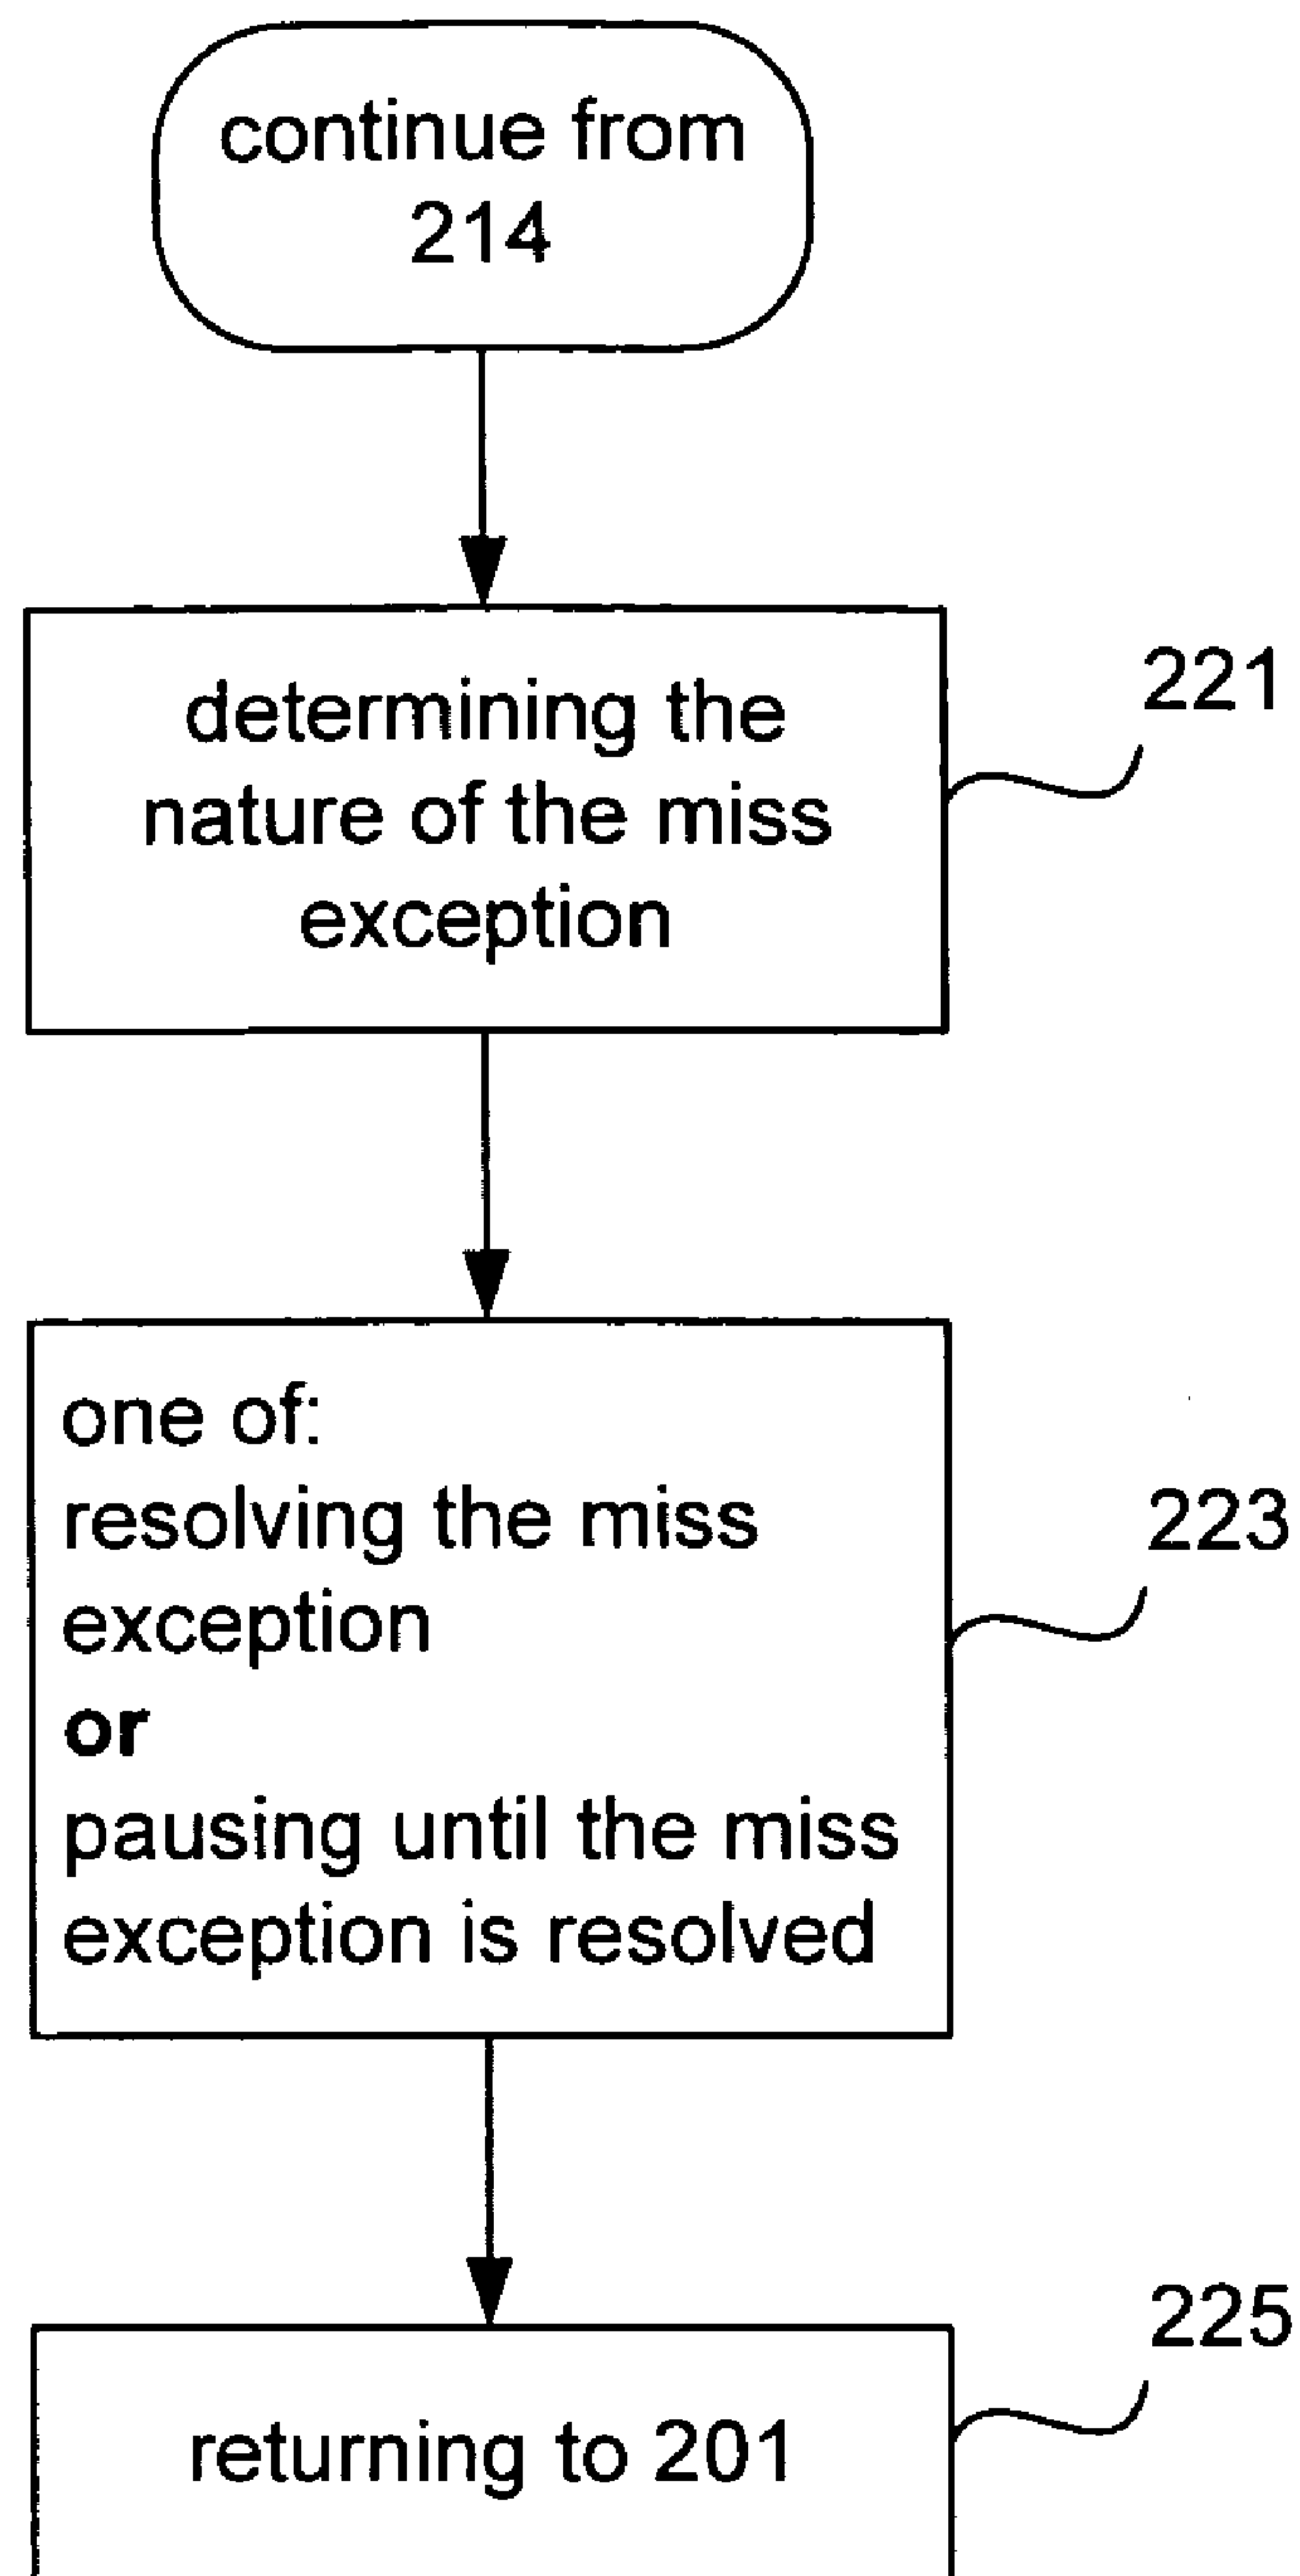 continue from
214
determining the
nature of the miss
exception
221
one of:
resolving the miss
exception
or
pausing until the miss
exception is resolved
223
returning to 201
225